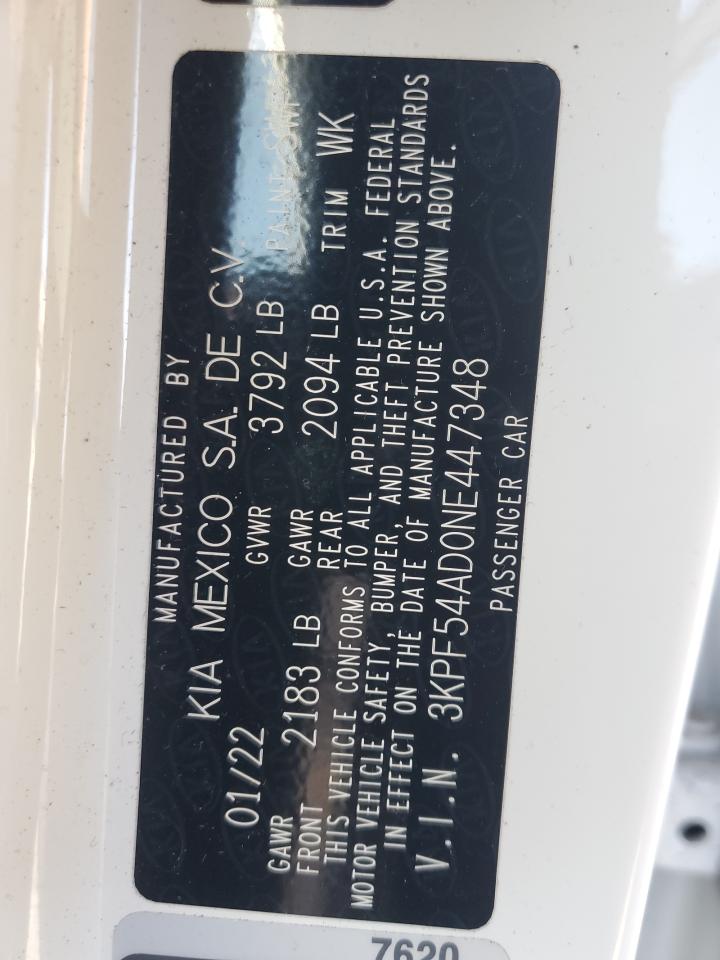 MANUFACTURED BY
KIA MEXICO S.A. DE C.V.
01/22 GVWR 3792 LB PAINT SWP
GAWR FRONT 2183 LB GAWR REAR 2094 LB TRIM WK
THIS VEHICLE CONFORMS TO ALL APPLICABLE U.S.A. FEDERAL
MOTOR VEHICLE SAFETY, BUMPER, AND THEFT PREVENTION STANDARDS
IN EFFECT ON THE DATE OF MANUFACTURE SHOWN ABOVE.
V.I.N. 3KPF54AD0NE447348
PASSENGER CAR
7620